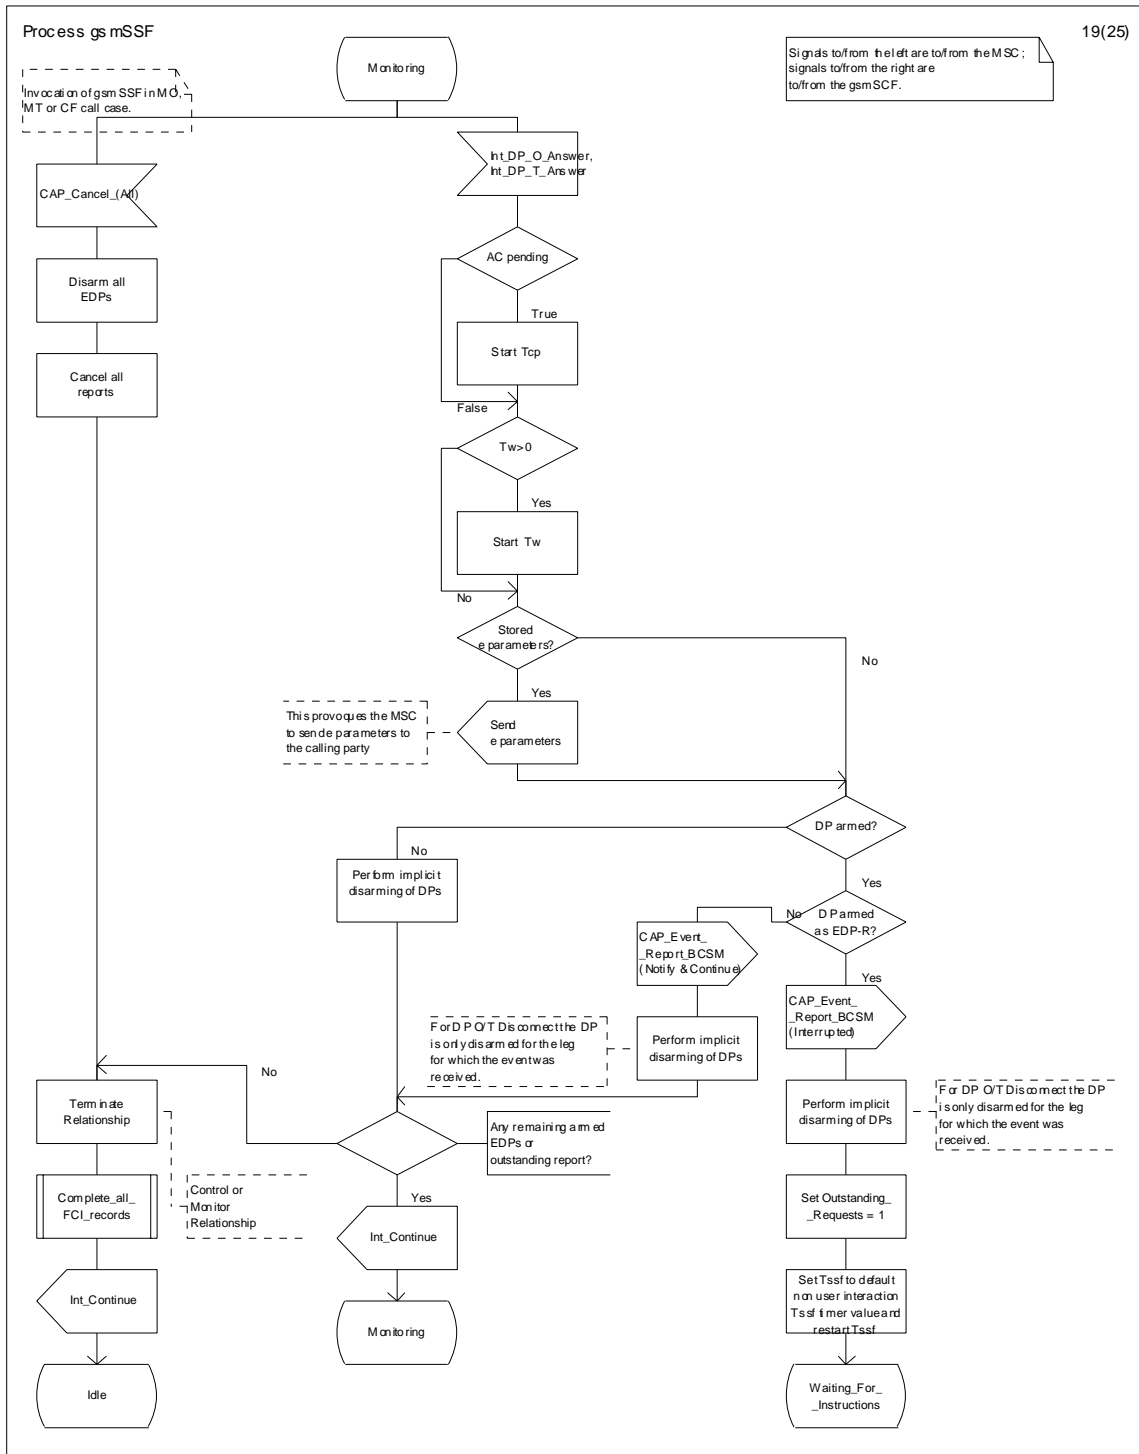 Process gsmSSF
19(25)
Invocation of gsmSSF in MO,
MT or CF call case.
Monitoring
Signals to/from the left are to/from the MSC;
signals to/from the right are
to/from the gsmSCF.
CAP_Cancel_(All)
Int_DP_O_Answer,
Int_DP_T_Answer
Disarm all
EDPs
AC pending
True
Cancel all
reports
Start Tcp
False
Tw>0
Yes
Start Tw
No
Stored
e parameters?
No
Yes
This provoques the MSC
to sende parameters to
the calling party
Send
e parameters
DP armed?
No
Perform implicit
disarming of DPs
Yes
No
DP armed
as EDP-R?
CAP_Event_
_Report_BCSM
(Notify & Continue)
Yes
CAP_Event_
_Report_BCSM
(Interrupted)
For DP O/T Disconnect the DP
is only disarmed for the leg
for which the event was
received.
Perform implicit
disarming of DPs
No
Terminate
Relationship
Any remaining armed
EDPs or
outstanding report?
Perform implicit
disarming of DPs
For DP O/T Disconnect the DP
is only disarmed for the leg
for which the event was
received.
Complete_all_
FCI_records
Control or
Monitor
Relationship
Yes
Set Outstanding_
_Requests = 1
Int_Continue
Int_Continue
Set Tssf to default
non user interaction
Tssf timer value and
restart Tssf
Monitoring
Idle
Waiting_For_
_Instructions